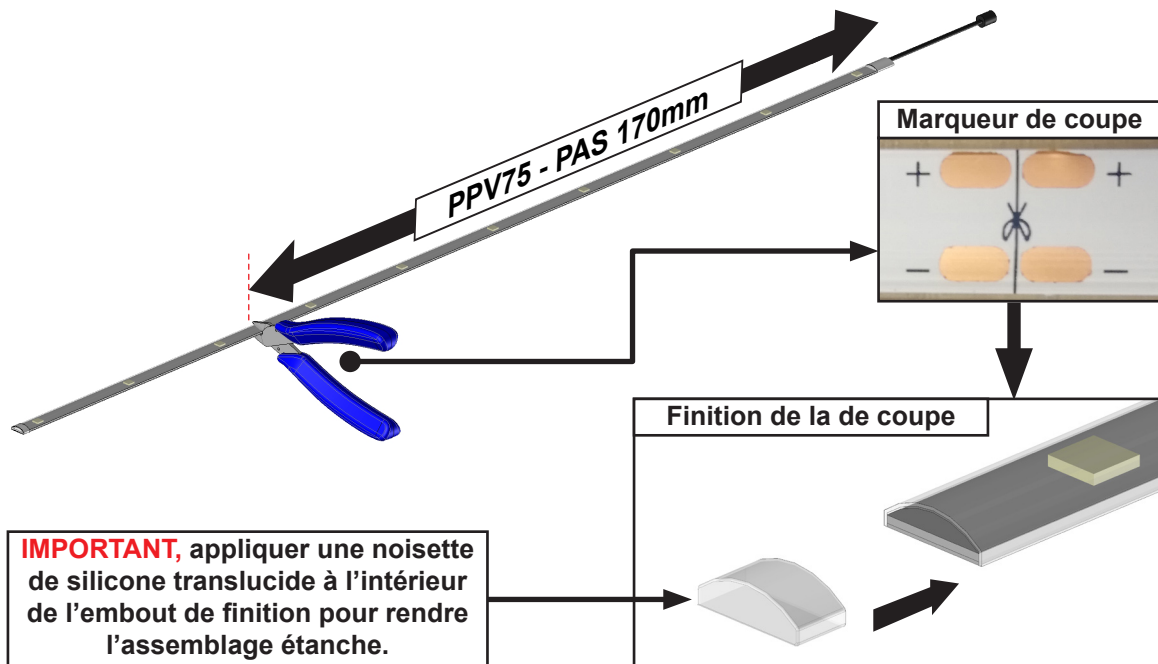 PPV75 - PAS 170mm
Marqueur de coupe
+ +
− −
Finition de la de coupe
IMPORTANT, appliquer une noisette
de silicone translucide à l’intérieur
de l’embout de finition pour rendre
l’assemblage étanche.